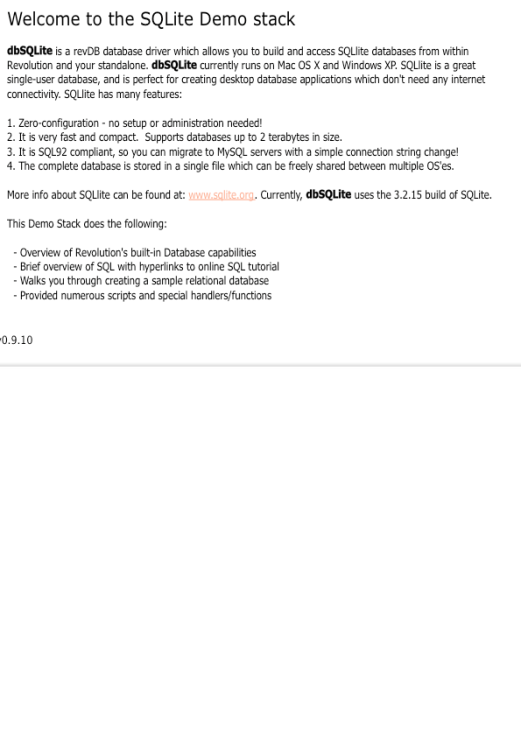 Welcome to the SQLite Demo stack
dbSQLite is a revDB database driver which allows you to build and access SQLlite databases from within
Revolution and your standalone. dbSQLite currently runs on Mac OS X and Windows XP. SQLlite is a great
single-user database, and is perfect for creating desktop database applications which don't need any internet
connectivity. SQLlite has many features:
1. Zero-configuration - no setup or administration needed!
2. It is very fast and compact. Supports databases up to 2 terabytes in size.
3. It is SQL92 compliant, so you can migrate to MySQL servers with a simple connection string change!
4. The complete database is stored in a single file which can be freely shared between multiple OS'es.
More info about SQLlite can be found at: www.sqlite.org. Currently, dbSQLite uses the 3.2.15 build of SQLite.
This Demo Stack does the following:
- Overview of Revolution's built-in Database capabilities
- Brief overview of SQL with hyperlinks to online SQL tutorial
- Walks you through creating a sample relational database
- Provided numerous scripts and special handlers/functions
v0.9.10